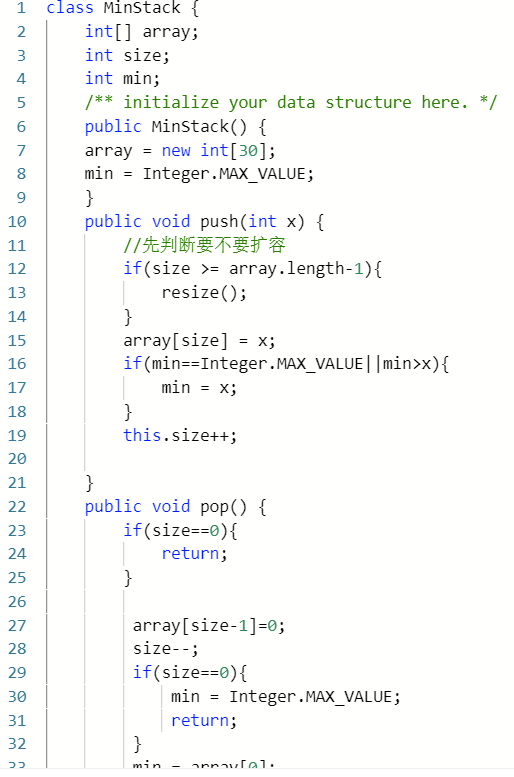 1 class MinStack {
2 int[] array;
3 int size;
4 int min;
5 /** initialize your data structure here. */
6 public MinStack() {
7 array = new int[30];
8 min = Integer.MAX_VALUE;
9 }
10 public void push(int x) {
11 //先判断要不要扩容
12 if(size >= array.length-1){
13 resize();
14 }
15 array[size] = x;
16 if(min==Integer.MAX_VALUE||min>x){
17 min = x;
18 }
19 this.size++;
20
21 }
22 public void pop() {
23 if(size==0){
24 return;
25 }
26
27 array[size-1]=0;
28 size--;
29 if(size==0){
30 min = Integer.MAX_VALUE;
31 return;
32 }
33 min = array[0];